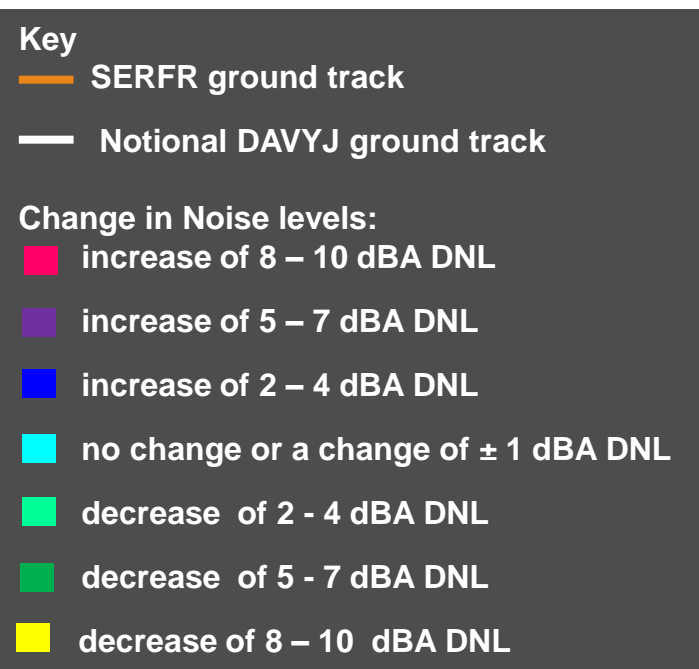 Key
SERFR ground track
Notional DAVYJ ground track
Change in Noise levels:
increase of 8 – 10 dBA DNL
increase of 5 – 7 dBA DNL
increase of 2 – 4 dBA DNL
no change or a change of ± 1 dBA DNL
decrease  of 2 - 4 dBA DNL
decrease  of 5 - 7 dBA DNL
decrease of 8 – 10  dBA DNL